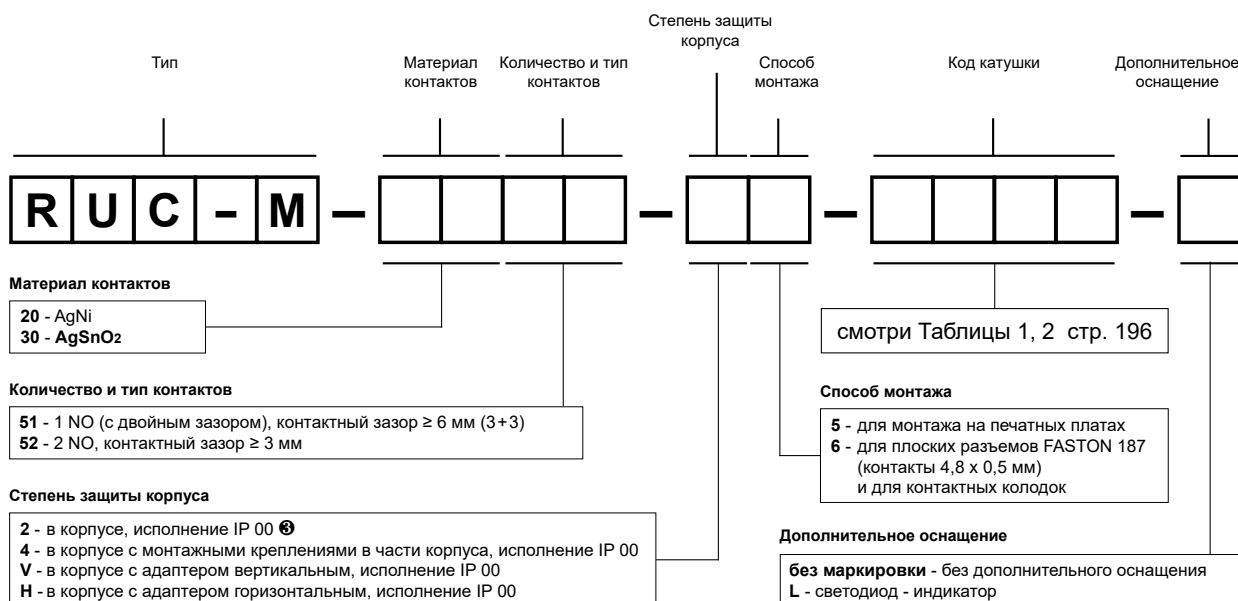 Степень защиты
корпуса
Тип
Материал
контактов
Количество и тип
контактов
Способ
монтажа
Код катушки
Дополнительное
оснащение
RUC-M – –  –  –
Материал контактов
20 - AgNi
30 - AgSnO2
смотри Таблицы 1, 2 стр. 196
Количество и тип контактов
51 - 1 NO (с двойным зазором), контактный зазор ≥ 6 мм (3+3)
52 - 2 NO, контактный зазор ≥ 3 мм
Способ монтажа
5 - для монтажа на печатных платах
6 - для плоских разъемов FASTON 187
(контакты 4,8 x 0,5 мм)
и для контактных колодок
Степень защиты корпуса
2 - в корпусе, исполнение IP 00 ❸
4 - в корпусе с монтажными креплениями в части корпуса, исполнение IP 00
V - в корпусе с адаптером вертикальным, исполнение IP 00
H - в корпусе с адаптером горизонтальным, исполнение IP 00
Дополнительное оснащение
без маркировки - без дополнительного оснащения
L - светодиод - индикатор